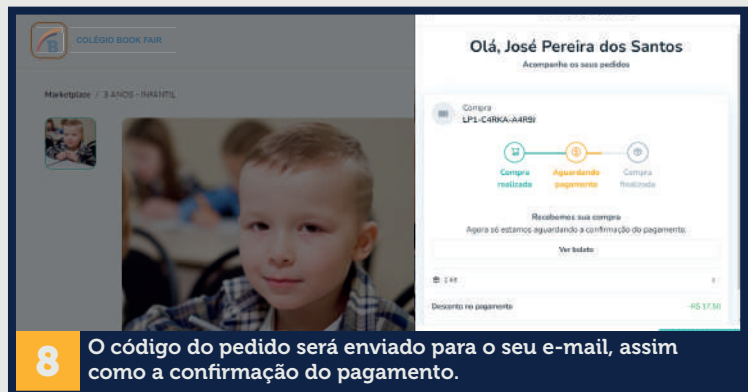 COLÉGIO BOOK FAIR
Marketplace / 3 ANOS - INFANTIL
Olá, José Pereira dos Santos
Acompanhe os seus pedidos
Compra
LP1-C4RKA-A4R9J
Compra realizada
Aguardando pagamento
Compra finalizada
Recebemos sua compra
Agora só estamos aguardando a confirmação do pagamento.
Ver boleto
Desconto no pagamento
-R$ 17,50
8
O código do pedido será enviado para o seu e-mail, assim
como a confirmação do pagamento.